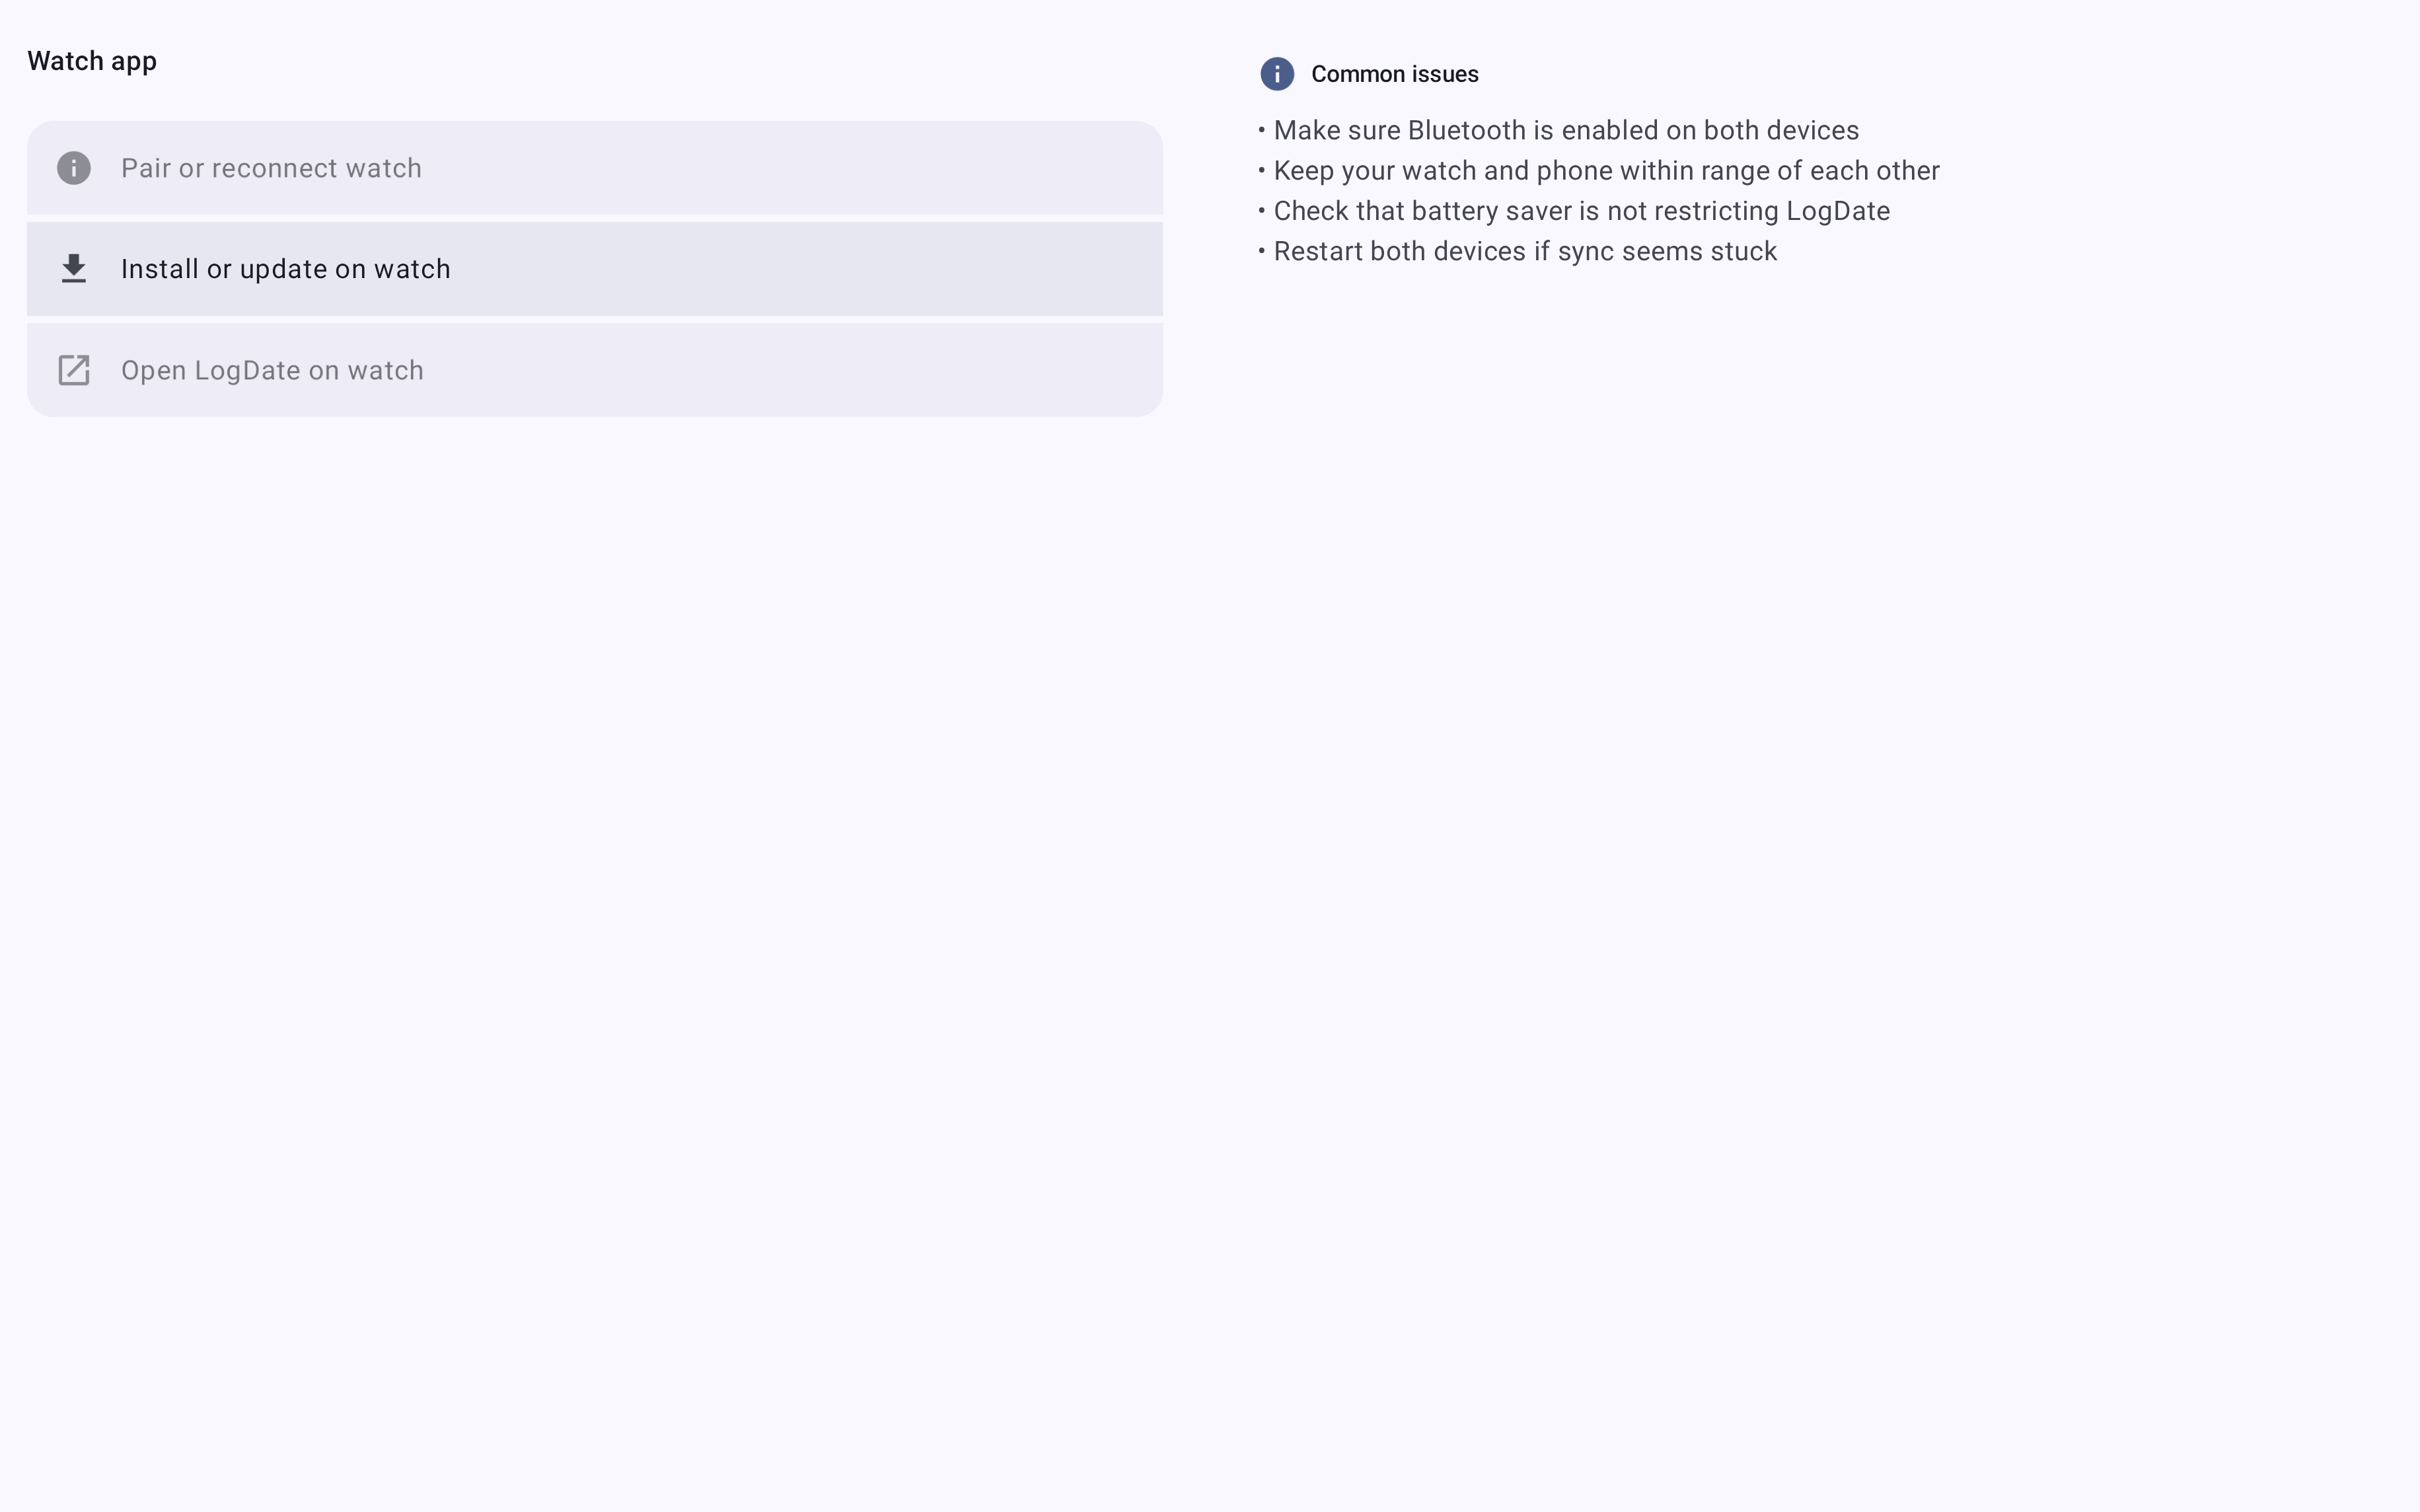 Watch app
Pair or reconnect watch
Install or update on watch
Open LogDate on watch
Common issues
• Make sure Bluetooth is enabled on both devices
• Keep your watch and phone within range of each other
• Check that battery saver is not restricting LogDate
• Restart both devices if sync seems stuck